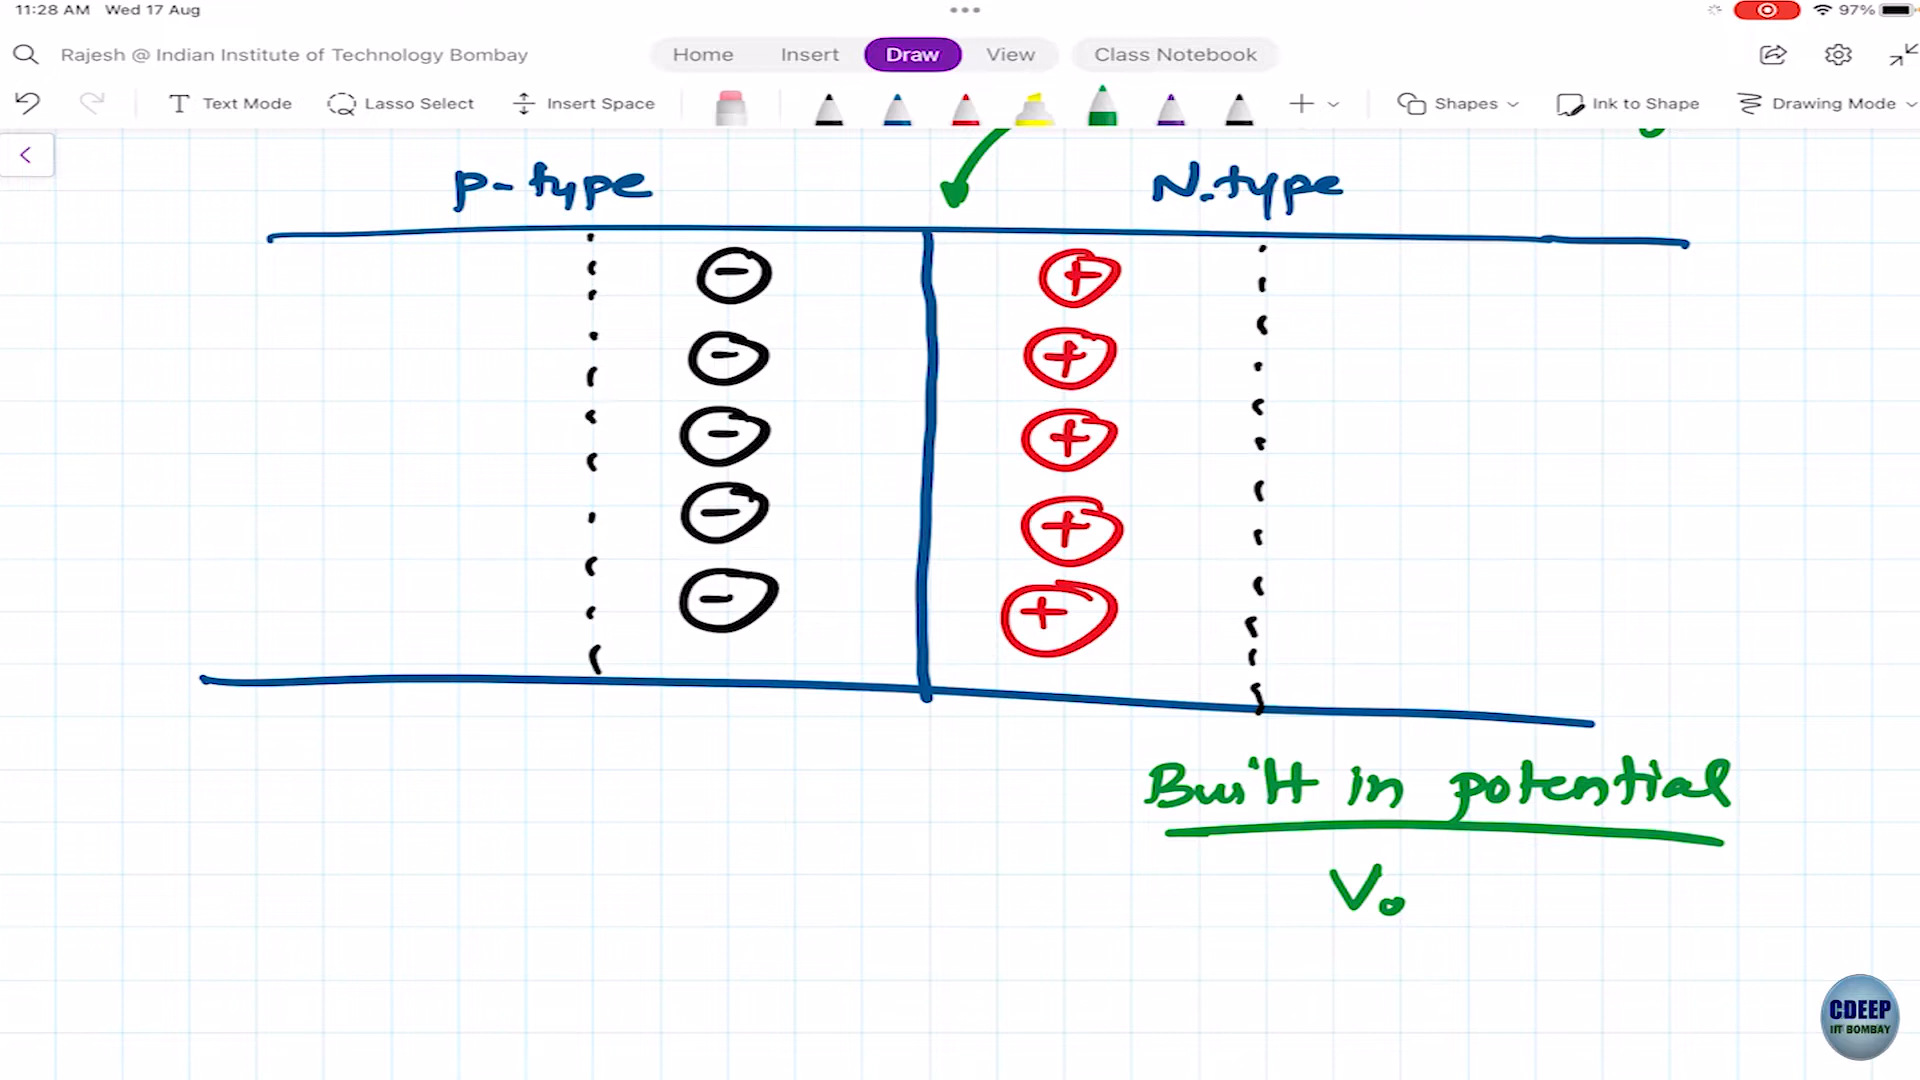 11:28 AM Wed 17 Aug
97%
Rajesh @ Indian Institute of Technology Bombay
Home Insert Draw View Class Notebook
Text Mode Lasso Select Insert Space Shapes Ink to Shape Drawing Mode
p-type N-type
- +
- +
- +
- +
- +
Built in potential
V₀
CDEEP
IIT BOMBAY